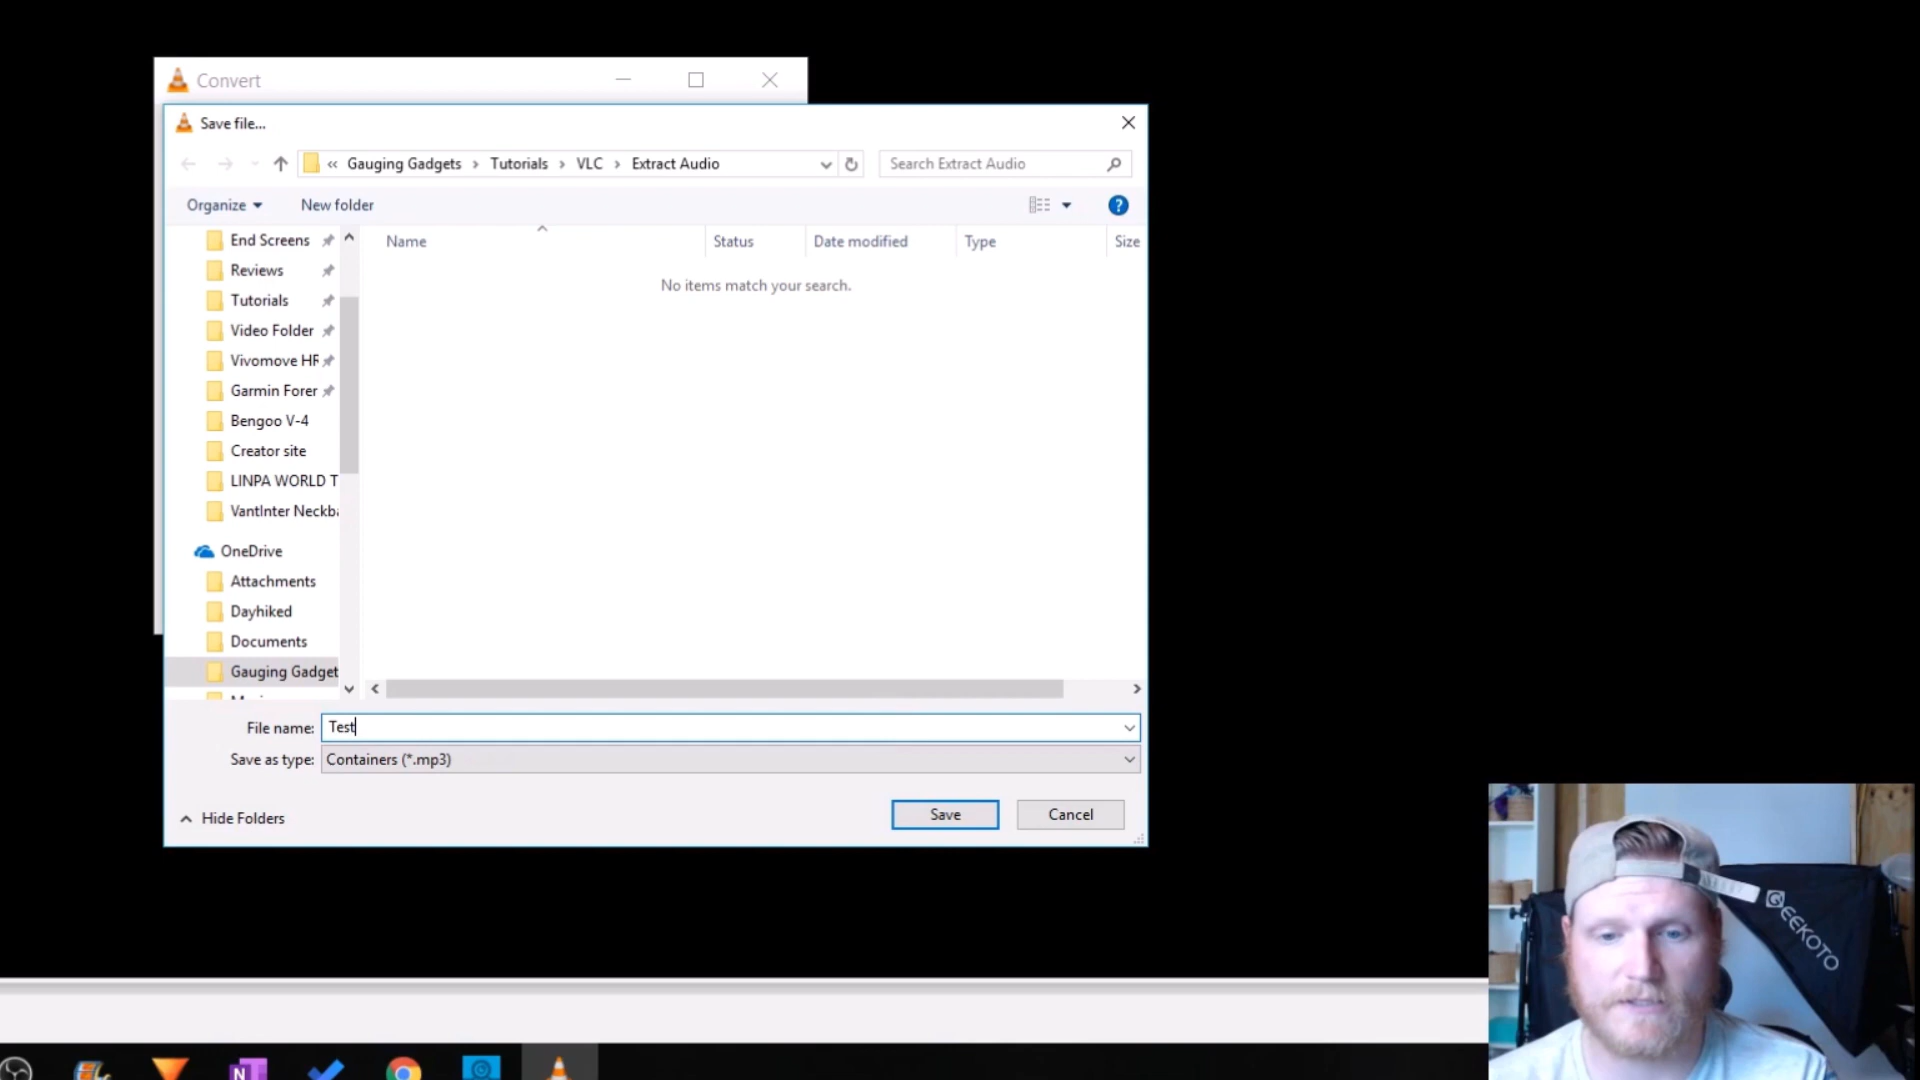 Convert
Save file...
« Gauging Gadgets › Tutorials › VLC › Extract Audio
Search Extract Audio
Organize
New folder
?
Name
Status
Date modified
Type
Size
No items match your search.
End Screens
Reviews
Tutorials
Video Folder
Vivomove HR
Garmin Forer
Bengoo V-4
Creator site
LINPA WORLD T
VantInter Neckba
OneDrive
Attachments
Dayhiked
Documents
Gauging Gadget
File name: Test
Save as type: Containers (*.mp3)
Hide Folders
Save
Cancel
GEEKOTO
N